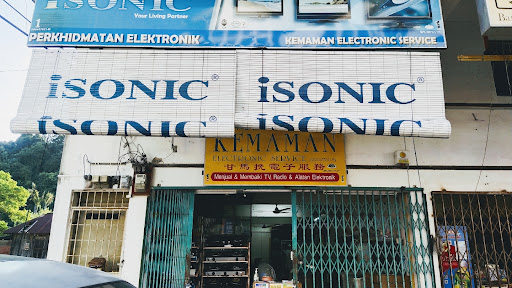 iSONIC
Your Living Partner
PERKHIDMATAN ELEKTRONIK
KEMAMAN ELECTRONIC SERVICE
iSONIC®
iSONIC®
iSONIC
iSONIC
KEMAMAN
ELECTRONIC SERVICE
甘馬挽電子服務
Menjual & Membaiki TV, Radio & Alatan Elektronik